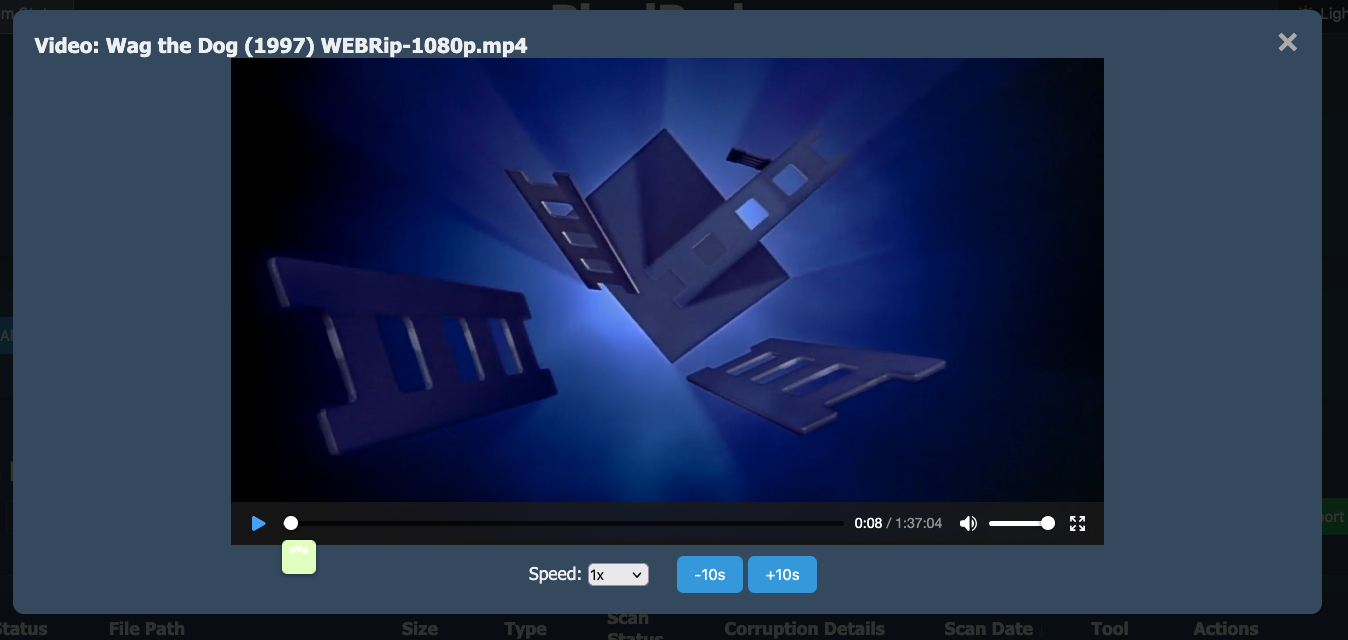 Video: Wag the Dog (1997) WEBRip-1080p.mp4
0:08 / 1:37:04
Speed: 1x -10s +10s
Status File Path Size Type Scan Status Corruption Details Scan Date Tool Actions